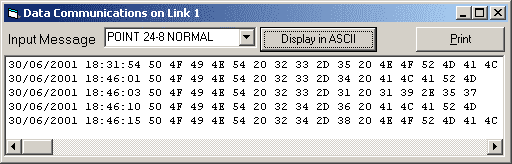 Data Communications on Link 1
Input Message POINT 24-8 NORMAL Display in ASCII Print
30/06/2001 18:31:54 50 4F 49 4E 54 20 32 33 2D 35 20 4E 4F 52 4D 41 4C
30/06/2001 18:46:01 50 4F 49 4E 54 20 32 34 2D 34 20 4C 41 52 4D
30/06/2001 18:46:03 50 4F 49 4E 54 20 32 33 2D 31 20 31 39 2E 35 37
30/06/2001 18:46:10 50 4F 49 4E 54 20 32 34 2D 36 20 41 4C 41 52 4D
30/06/2001 18:46:15 50 4F 49 4E 54 20 32 34 2D 38 20 4E 4F 52 4D 41 4C